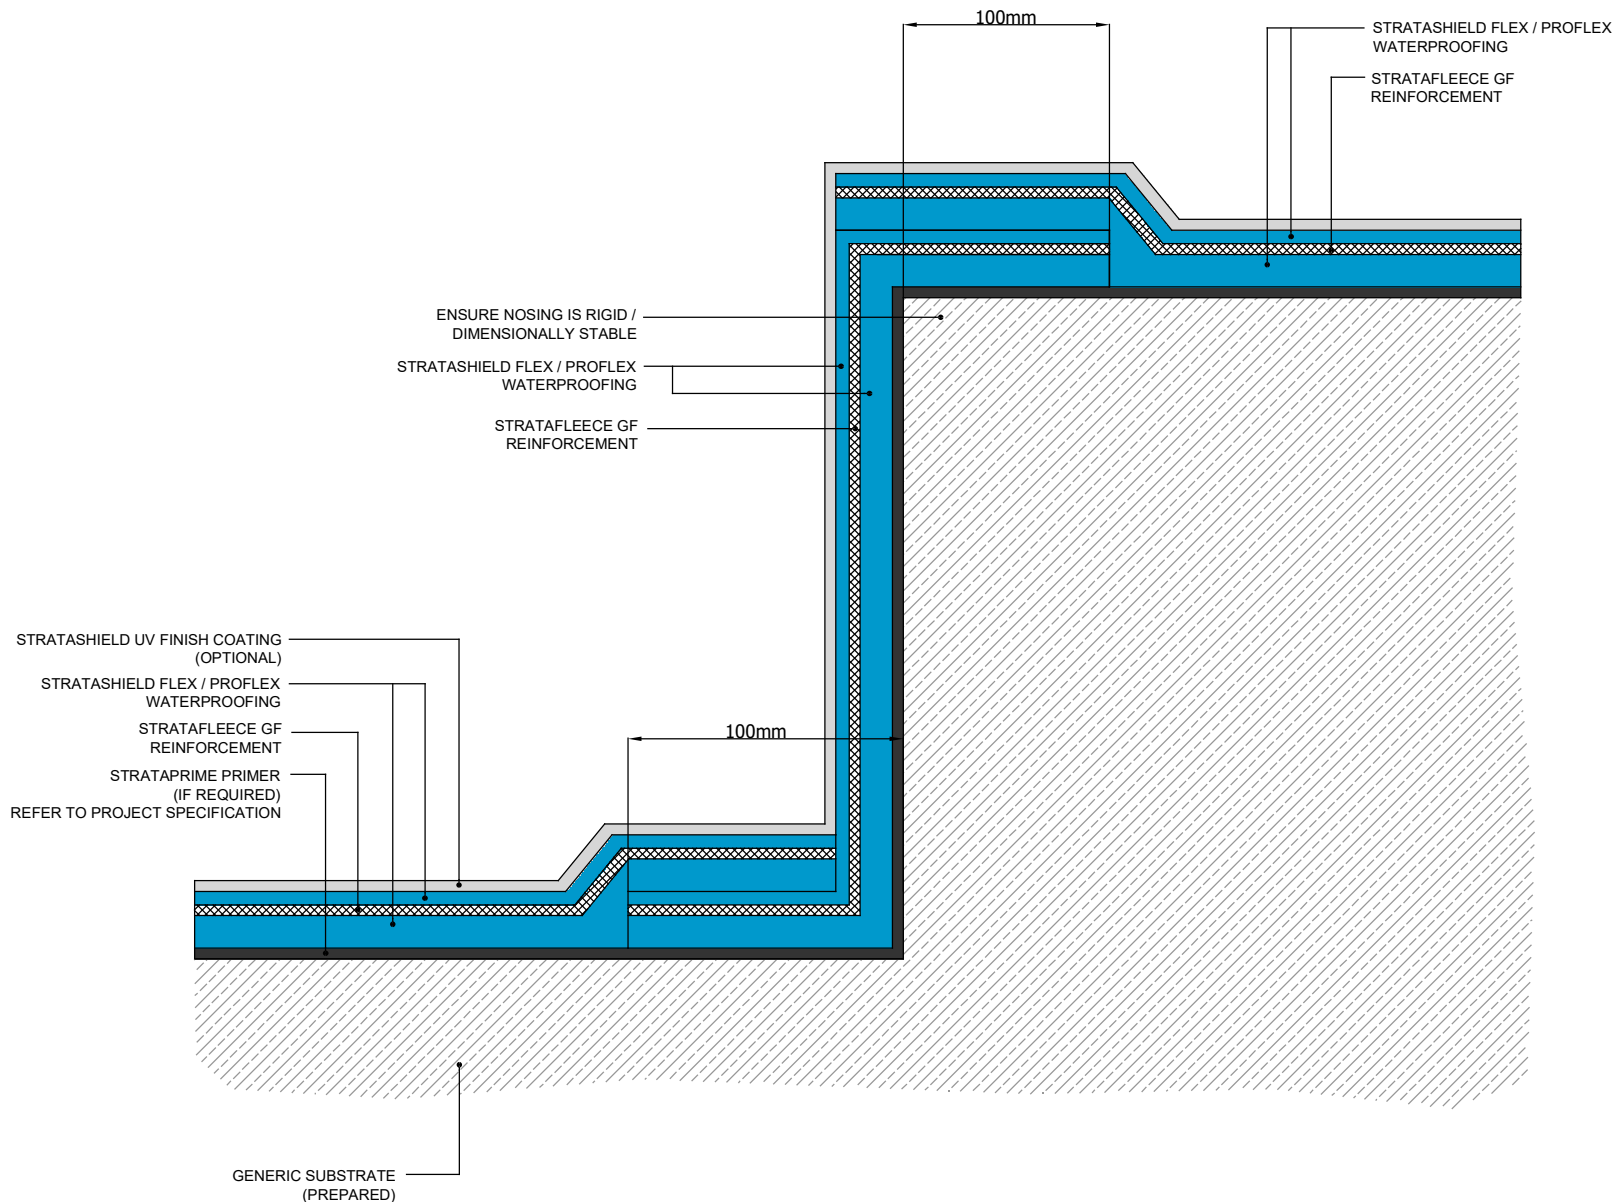 100mm
STRATASHIELD FLEX / PROFLEX
WATERPROOFING
STRATAFLEECE GF
REINFORCEMENT
ENSURE NOSING IS RIGID /
DIMENSIONALLY STABLE
STRATASHIELD FLEX / PROFLEX
WATERPROOFING
STRATAFLEECE GF
REINFORCEMENT
STRATASHIELD UV FINISH COATING
(OPTIONAL)
STRATASHIELD FLEX / PROFLEX
WATERPROOFING
STRATAFLEECE GF
REINFORCEMENT
100mm
STRATAPRIME PRIMER
(IF REQUIRED)
REFER TO PROJECT SPECIFICATION
GENERIC SUBSTRATE
(PREPARED)